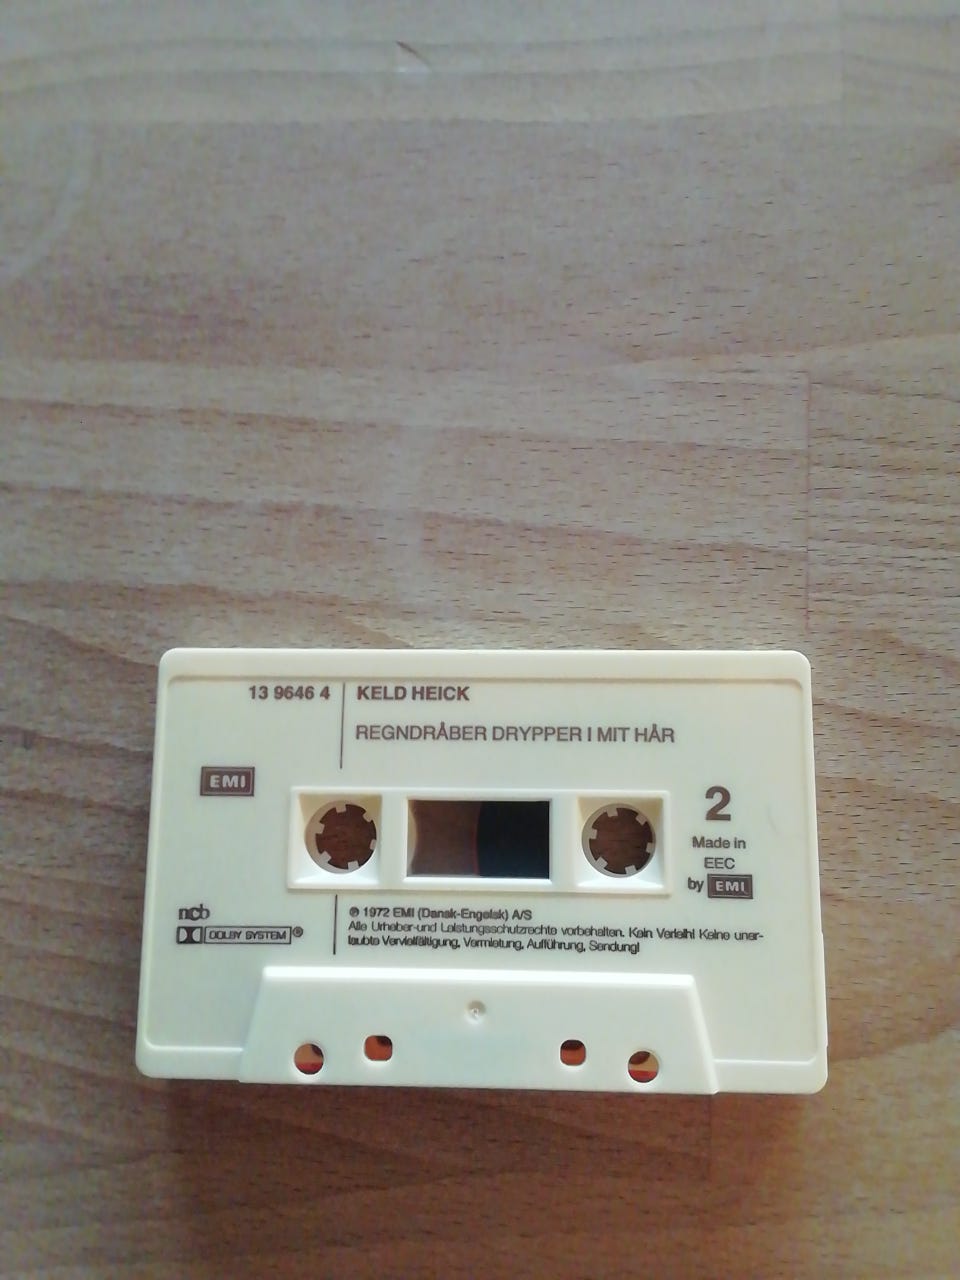 13 9646 4
KELD HEICK
REGNDRÅBER DRYPPER I MIT HÅR
EMI
2
Made in
EEC
by EMI
ncb
DOLBY SYSTEM ®
℗ 1972 EMI (Dansk-Engelsk) A/S
Alle Urheber-und Leistungsschutzrechte vorbehalten. Kein Verleih! Keine uner-
laubte Vervielfältigung, Vermietung, Aufführung, Sendung!